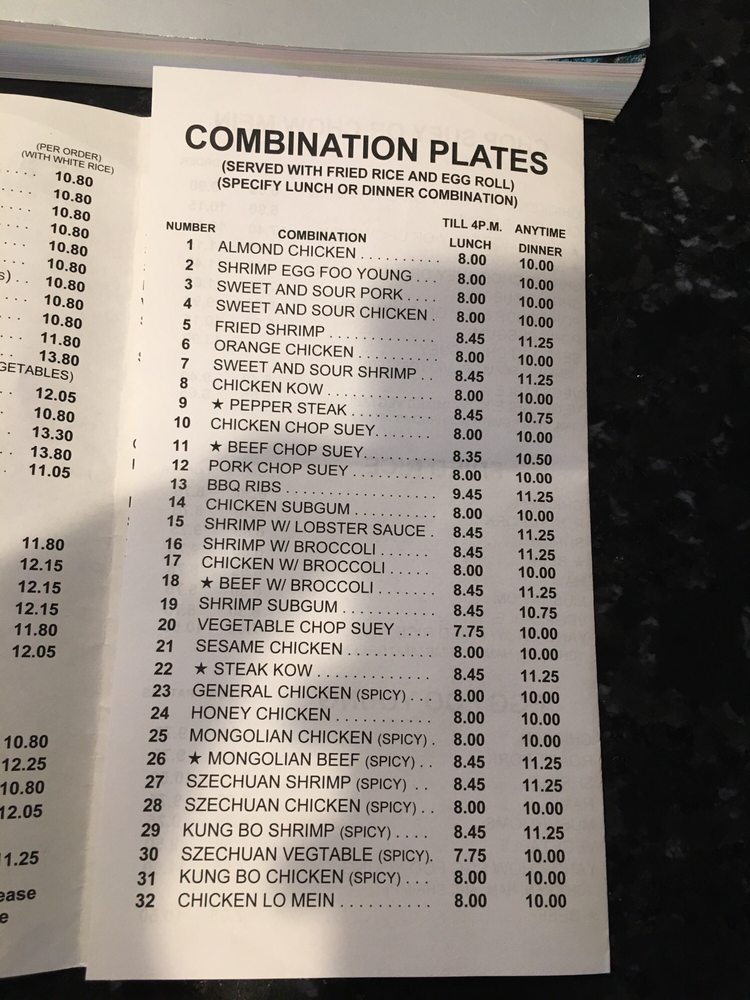 (PER ORDER)
(WITH WHITE RICE)
10.80
10.80
10.80
10.80
10.80
10.80
s) . . 10.80
10.80
10.80
11.80
13.80
GETABLES)
12.05
10.80
13.30
13.80
11.05
11.80
12.15
12.15
12.15
11.80
12.05
10.80
12.25
10.80
12.05
1.25
ease
e
COMBINATION PLATES
(SERVED WITH FRIED RICE AND EGG ROLL)
(SPECIFY LUNCH OR DINNER COMBINATION)
TILL 4P.M. ANYTIME
NUMBER COMBINATION LUNCH DINNER
1 ALMOND CHICKEN . . . . . . . . . . 8.00 10.00
2 SHRIMP EGG FOO YOUNG . . . 8.00 10.00
3 SWEET AND SOUR PORK . . . . 8.00 10.00
4 SWEET AND SOUR CHICKEN . 8.00 10.00
5 FRIED SHRIMP . . . . . . . . . . . . 8.45 11.25
6 ORANGE CHICKEN . . . . . . . . . 8.00 10.00
7 SWEET AND SOUR SHRIMP . . 8.45 11.25
8 CHICKEN KOW . . . . . . . . . . . . 8.00 10.00
9 ★ PEPPER STEAK . . . . . . . . . . 8.45 10.75
10 CHICKEN CHOP SUEY. . . . . . . 8.00 10.00
11 ★ BEEF CHOP SUEY. . . . . . . . . 8.35 10.50
12 PORK CHOP SUEY . . . . . . . . . 8.00 10.00
13 BBQ RIBS . . . . . . . . . . . . . . . . . 9.45 11.25
14 CHICKEN SUBGUM . . . . . . . . . 8.00 10.00
15 SHRIMP W/ LOBSTER SAUCE . 8.45 11.25
16 SHRIMP W/ BROCCOLI . . . . . . 8.45 11.25
17 CHICKEN W/ BROCCOLI . . . . . 8.00 10.00
18 ★ BEEF W/ BROCCOLI . . . . . . . 8.45 11.25
19 SHRIMP SUBGUM . . . . . . . . . . 8.45 10.75
20 VEGETABLE CHOP SUEY . . . . 7.75 10.00
21 SESAME CHICKEN . . . . . . . . . . 8.00 10.00
22 ★ STEAK KOW . . . . . . . . . . . . . 8.45 11.25
23 GENERAL CHICKEN (SPICY) . . . 8.00 10.00
24 HONEY CHICKEN . . . . . . . . . . . 8.00 10.00
25 MONGOLIAN CHICKEN (SPICY) . 8.00 10.00
26 ★ MONGOLIAN BEEF (SPICY) . . 8.45 11.25
27 SZECHUAN SHRIMP (SPICY) . . 8.45 11.25
28 SZECHUAN CHICKEN (SPICY) . . 8.00 10.00
29 KUNG BO SHRIMP (SPICY) . . . . 8.45 11.25
30 SZECHUAN VEGTABLE (SPICY). 7.75 10.00
31 KUNG BO CHICKEN (SPICY) . . . 8.00 10.00
32 CHICKEN LO MEIN . . . . . . . . . . 8.00 10.00